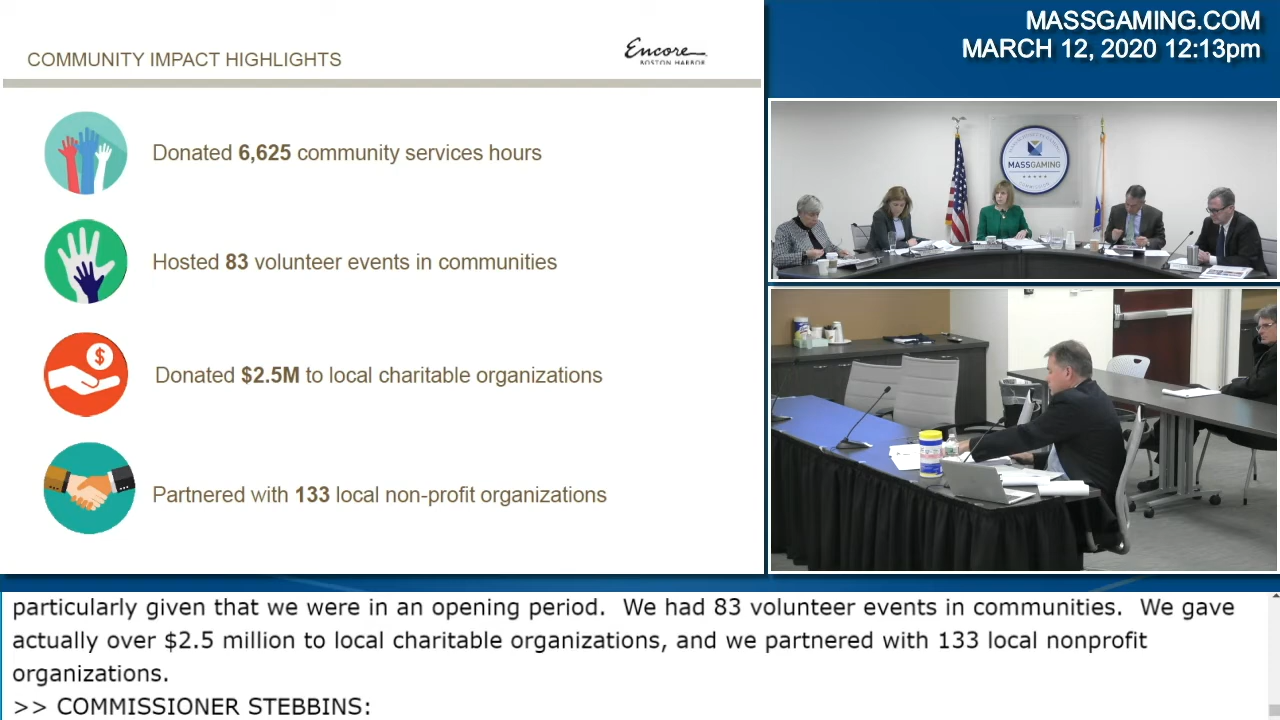 COMMUNITY IMPACT HIGHLIGHTS
Encore
BOSTON HARBOR
Donated 6,625 community services hours
Hosted 83 volunteer events in communities
$
Donated $2.5M to local charitable organizations
Partnered with 133 local non-profit organizations
MASSGAMING.COM
MARCH 12, 2020 12:13pm
MASSGAMING
particularly given that we were in an opening period. We had 83 volunteer events in communities. We gave
actually over $2.5 million to local charitable organizations, and we partnered with 133 local nonprofit
organizations.
>> COMMISSIONER STEBBINS: